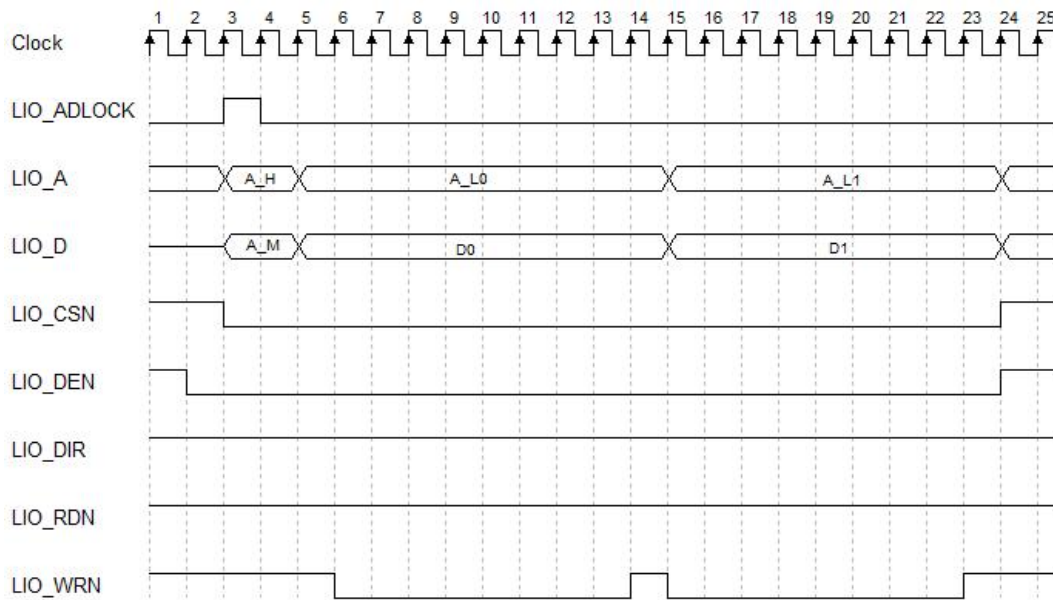 1 2 3 4 5 6 7 8 9 10 11 12 13 14 15 16 17 18 19 20 21 22 23 24 25
Clock
LIO_ADLOCK
LIO_A A_H A_L0 A_L1
LIO_D A_M D0 D1
LIO_CSN
LIO_DEN
LIO_DIR
LIO_RDN
LIO_WRN